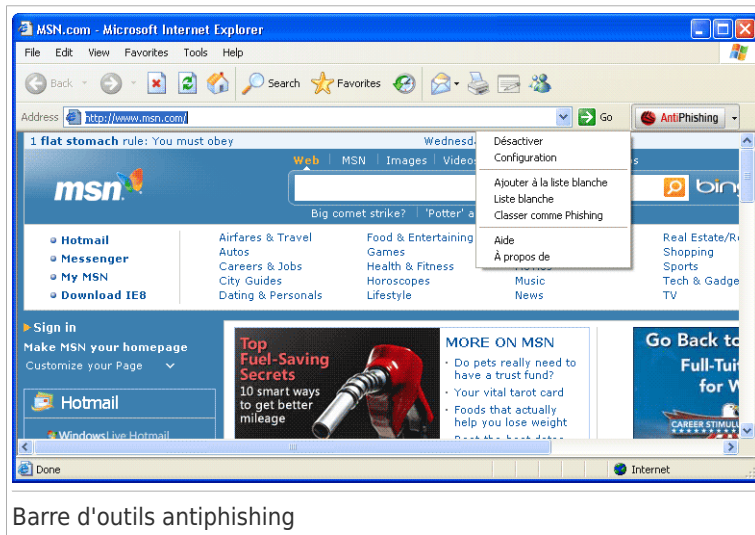 MSN.com - Microsoft Internet Explorer
File Edit View Favorites Tools Help
Back Search Favorites
Address http://www.msn.com/ Go AntiPhishing
1 flat stomach rule: You must obey Wednesd
Désactiver
Configuration
Ajouter à la liste blanche
Liste blanche
Classer comme Phishing
Aide
À propos de
Web MSN Images Videos s
msn
bing
Big comet strike? 'Potter' a
Hotmail
Messenger
My MSN
Download IE8
Airfares & Travel
Autos
Careers & Jobs
City Guides
Dating & Personals
Food & Entertaining
Games
Health & Fitness
Horoscopes
Lifestyle
Music
News
Real Estate/R
Shopping
Sports
Tech & Gadge
TV
Sign in
Make MSN your homepage
Customize your Page
Hotmail
Windows Live Hotmail
Top
Fuel-Saving
Secrets
10 smart ways
to get better
mileage
MORE ON MSN
Do pets really need to
have a trust fund?
Your vital tarot card
Foods that actually
help you lose weight
Go Back to
Full-Tui
for
CAREER STIMUL
Done Internet
Barre d'outils antiphishing